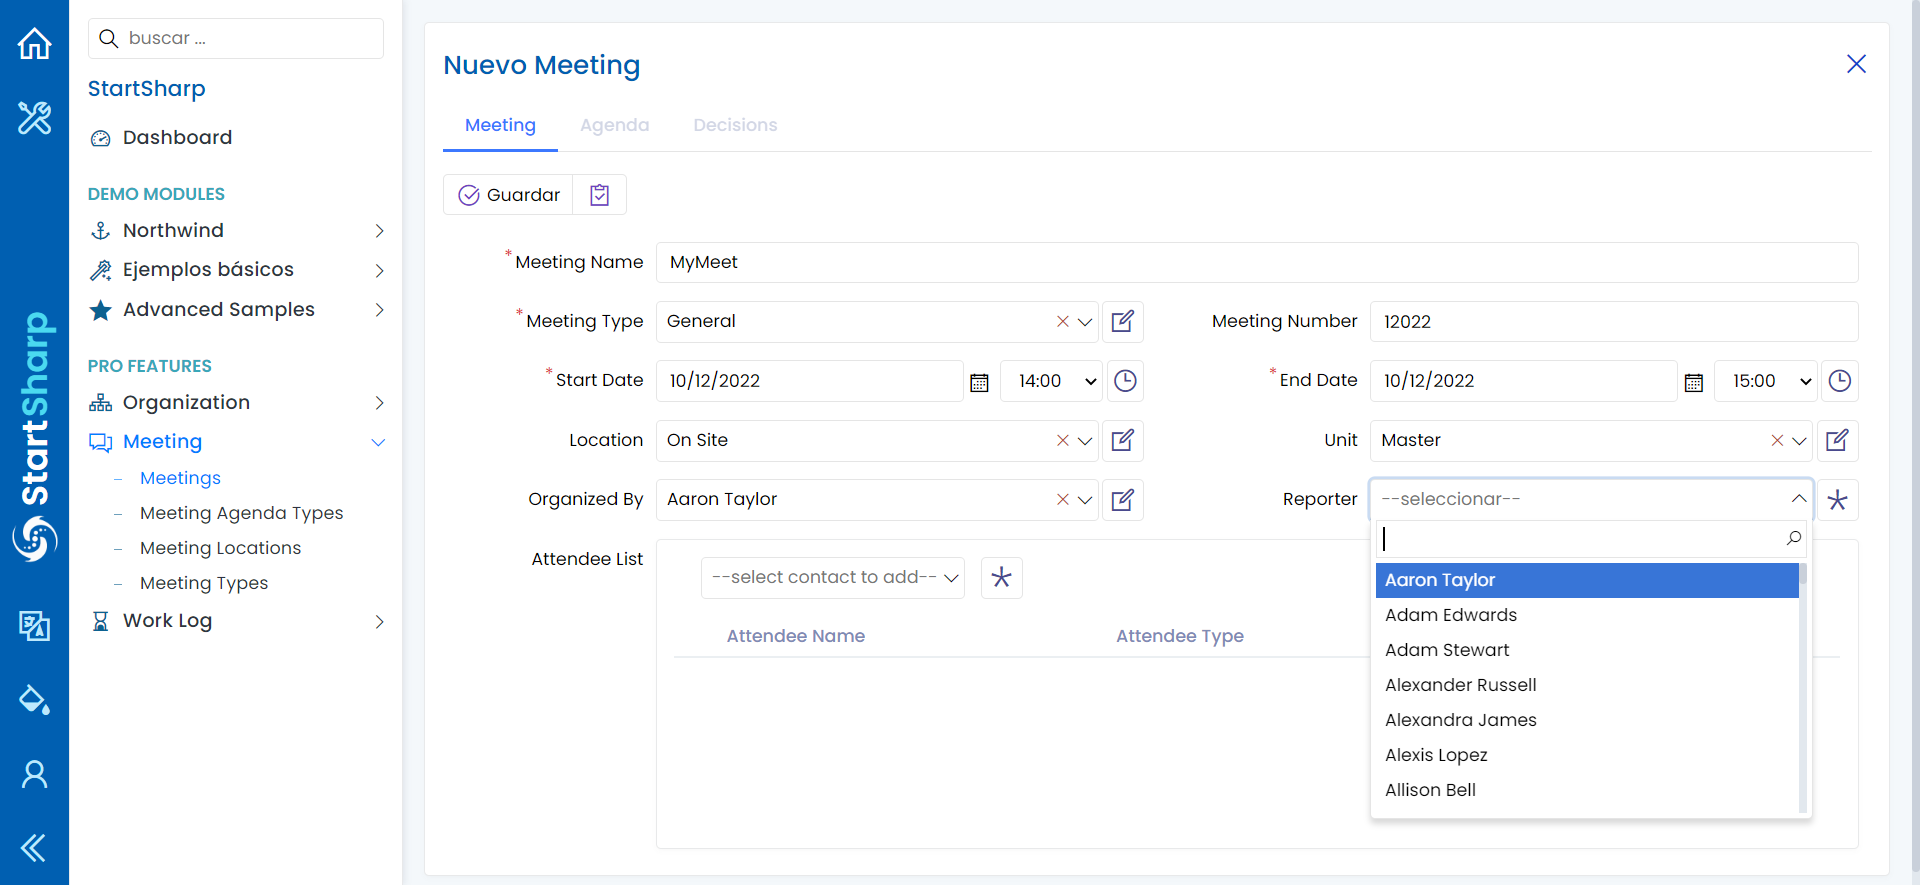 buscar ...
StartSharp
Dashboard
DEMO MODULES
Northwind
Ejemplos básicos
Advanced Samples
PRO FEATURES
Organization
Meeting
– Meetings
– Meeting Agenda Types
– Meeting Locations
– Meeting Types
Work Log
StartSharp
Nuevo Meeting
Meeting Agenda Decisions
Guardar
* Meeting Name MyMeet
* Meeting Type General Meeting Number 12022
* Start Date 10/12/2022 14:00 * End Date 10/12/2022 15:00
Location On Site Unit Master
Organized By Aaron Taylor Reporter --seleccionar--
Attendee List
--select contact to add--
Attendee Name Attendee Type
Aaron Taylor
Adam Edwards
Adam Stewart
Alexander Russell
Alexandra James
Alexis Lopez
Allison Bell